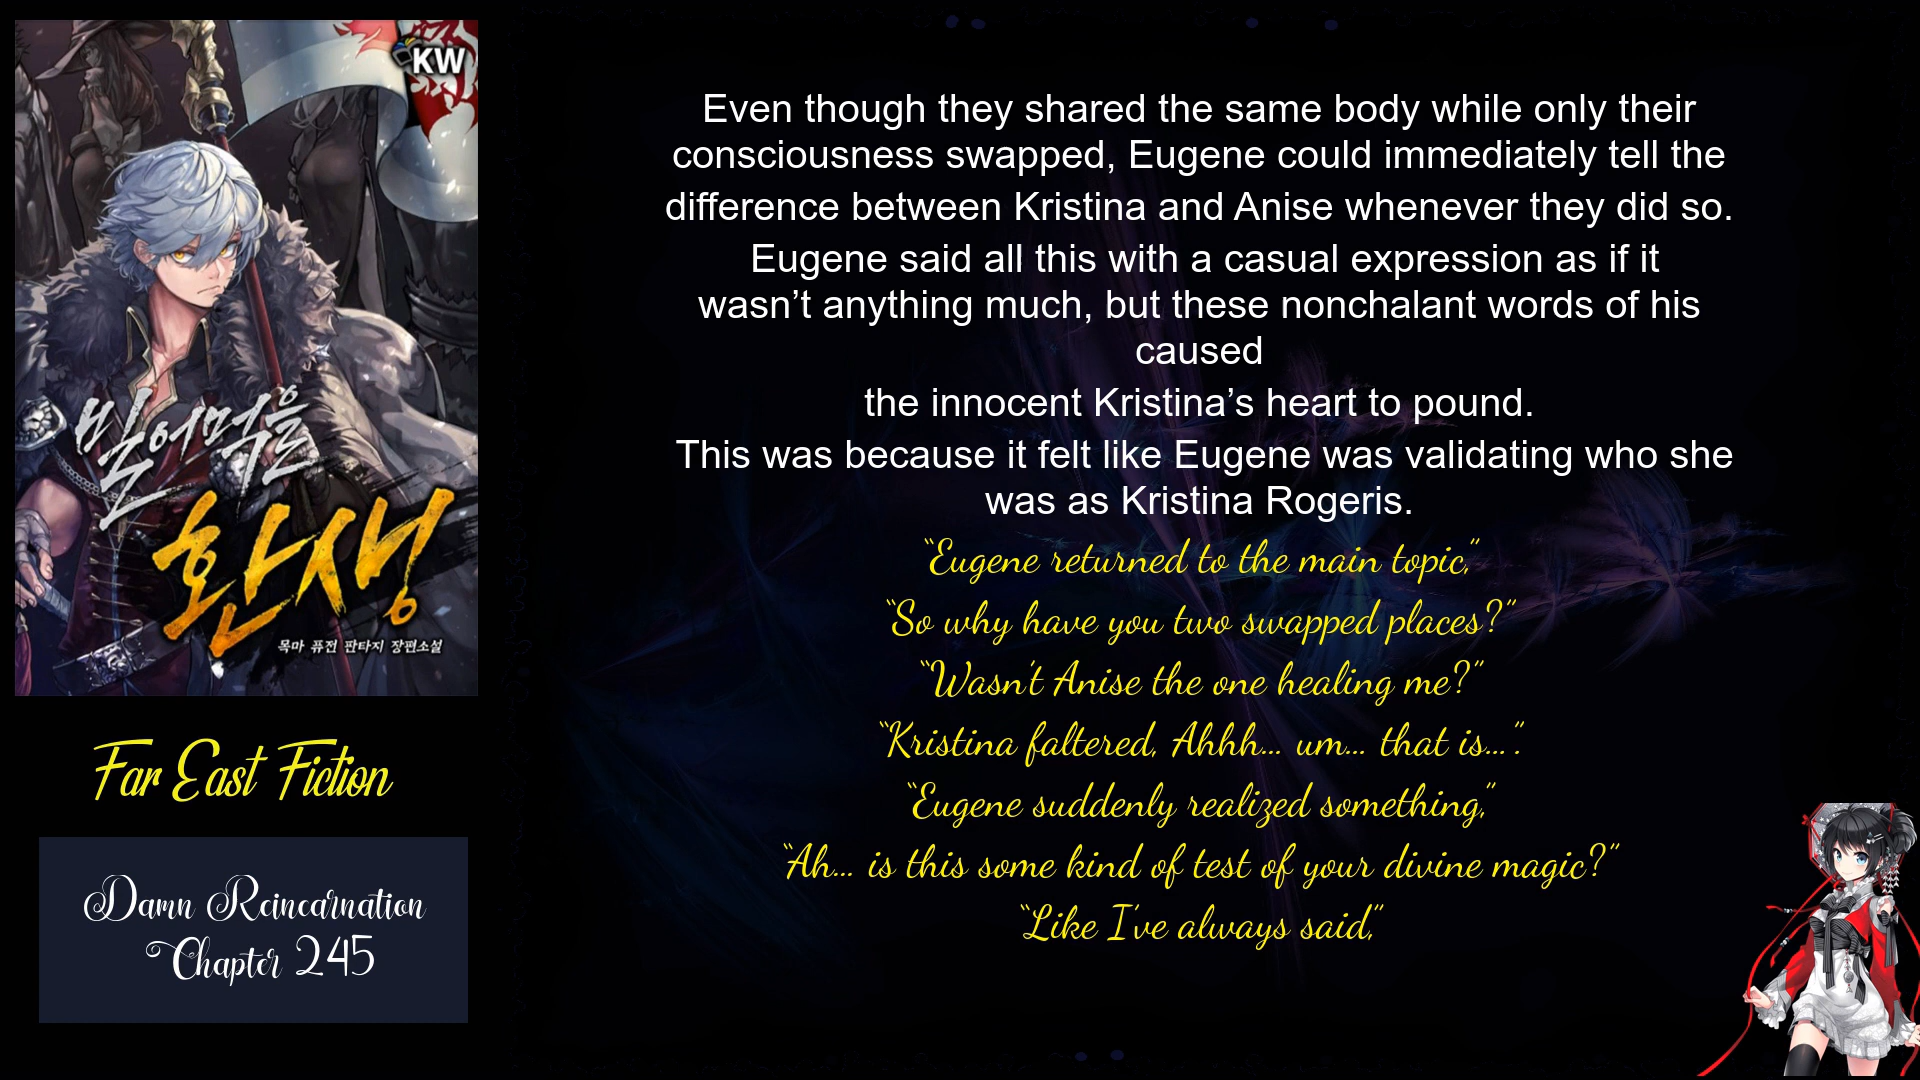 KW
빌어먹을
환생
목마 퓨전 판타지 장편소설
Far East Fiction
Damn Reincarnation
Chapter 245
Even though they shared the same body while only their
consciousness swapped, Eugene could immediately tell the
difference between Kristina and Anise whenever they did so.
Eugene said all this with a casual expression as if it
wasn’t anything much, but these nonchalant words of his
caused
the innocent Kristina’s heart to pound.
This was because it felt like Eugene was validating who she
was as Kristina Rogeris.
“Eugene returned to the main topic,”
“So why have you two swapped places?”
“Wasn’t Anise the one healing me?”
“Kristina faltered, Ahhh… um… that is…”.
“Eugene suddenly realized something,”
“Ah… is this some kind of test of your divine magic?”
“Like I’ve always said,”